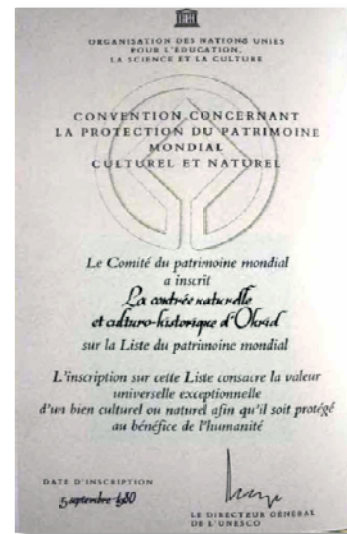 ORGANISATION DES NATIONS UNIES
POUR L'EDUCATION,
LA SCIENCE ET LA CULTURE
CONVENTION CONCERNANT
LA PROTECTION DU PATRIMOINE
MONDIAL
CULTUREL ET NATUREL
Le Comité du patrimoine mondial
a inscrit
La contrée naturelle
et culturo-historique d'Ohrid
sur la Liste du patrimoine mondial
L'inscription sur cette Liste consacre la valeur
universelle exceptionnelle
d'un bien culturel ou naturel afin qu'il soit protégé
au bénéfice de l'humanité
DATE D'INSCRIPTION
5 septembre 1980
LE DIRECTEUR GÉNÉRAL
DE L'UNESCO